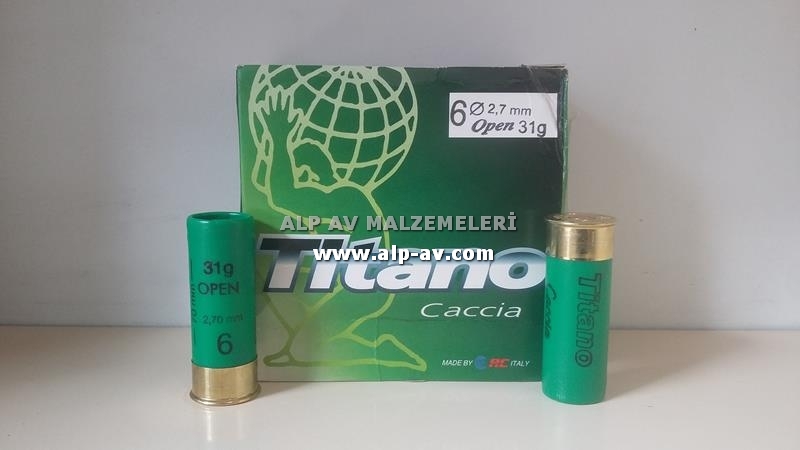 6 Ø 2,7 mm
Open 31g
ALP AV MALZEMELERİ
Titano
www.alp-av.com
Caccia
MADE BY RC ITALY
31g
OPEN
2,70 mm
6
Titano
Caccia